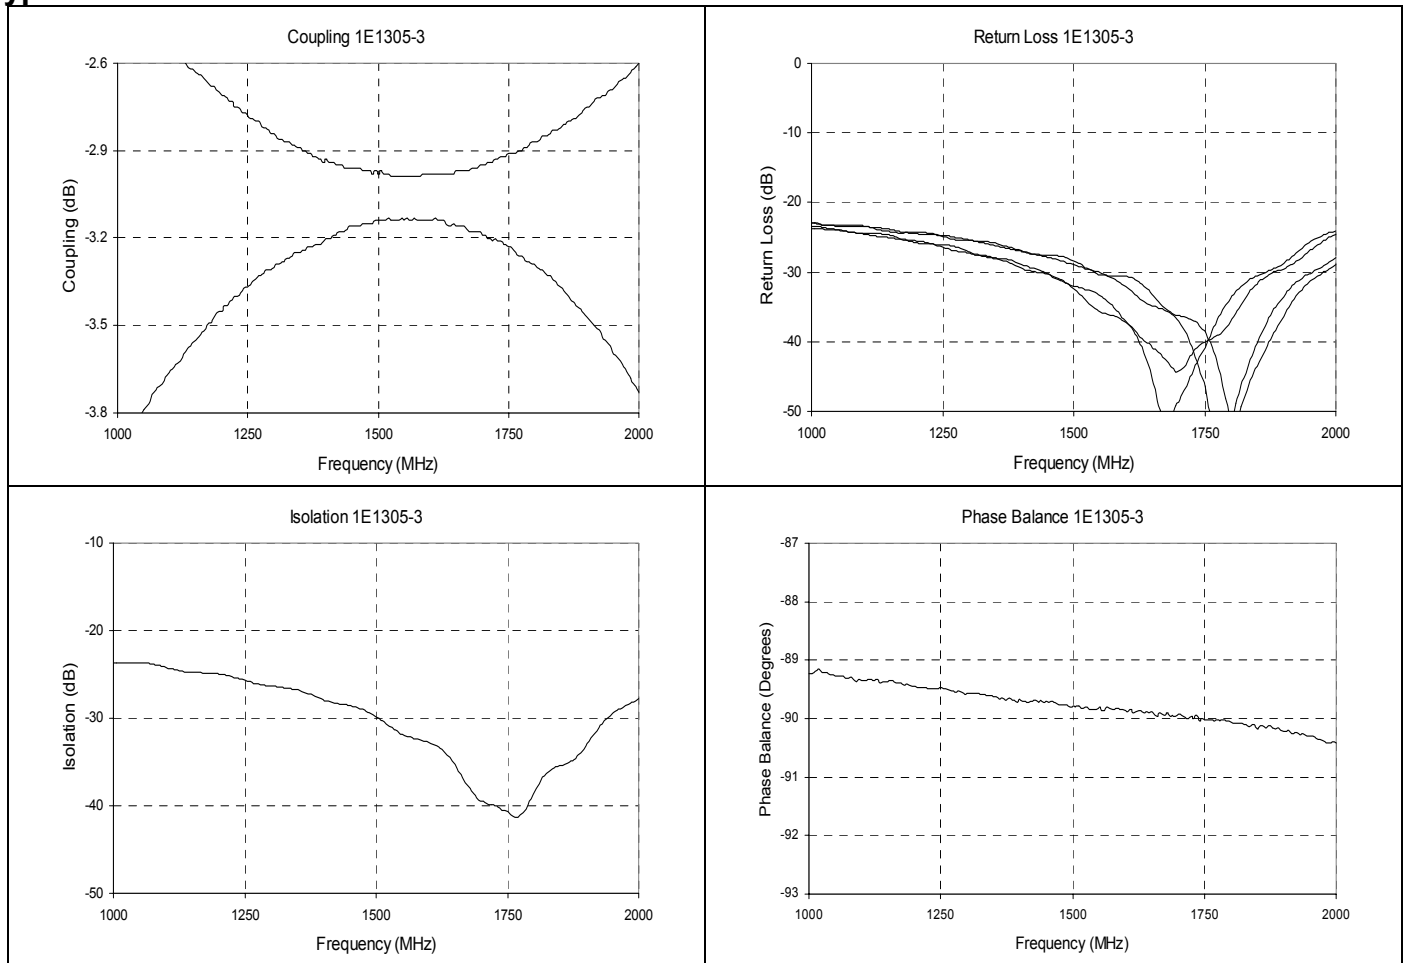 Coupling 1E1305-3
-2.6
-2.9
-3.2
-3.5
-3.8
Coupling (dB)
1000 1250 1500 1750 2000
Frequency (MHz)
Return Loss 1E1305-3
0
-10
-20
-30
-40
-50
Return Loss (dB)
1000 1250 1500 1750 2000
Frequency (MHz)
Isolation 1E1305-3
-10
-20
-30
-40
-50
Isolation (dB)
1000 1250 1500 1750 2000
Frequency (MHz)
Phase Balance 1E1305-3
-87
-88
-89
-90
-91
-92
-93
Phase Balance (Degrees)
1000 1250 1500 1750 2000
Frequency (MHz)